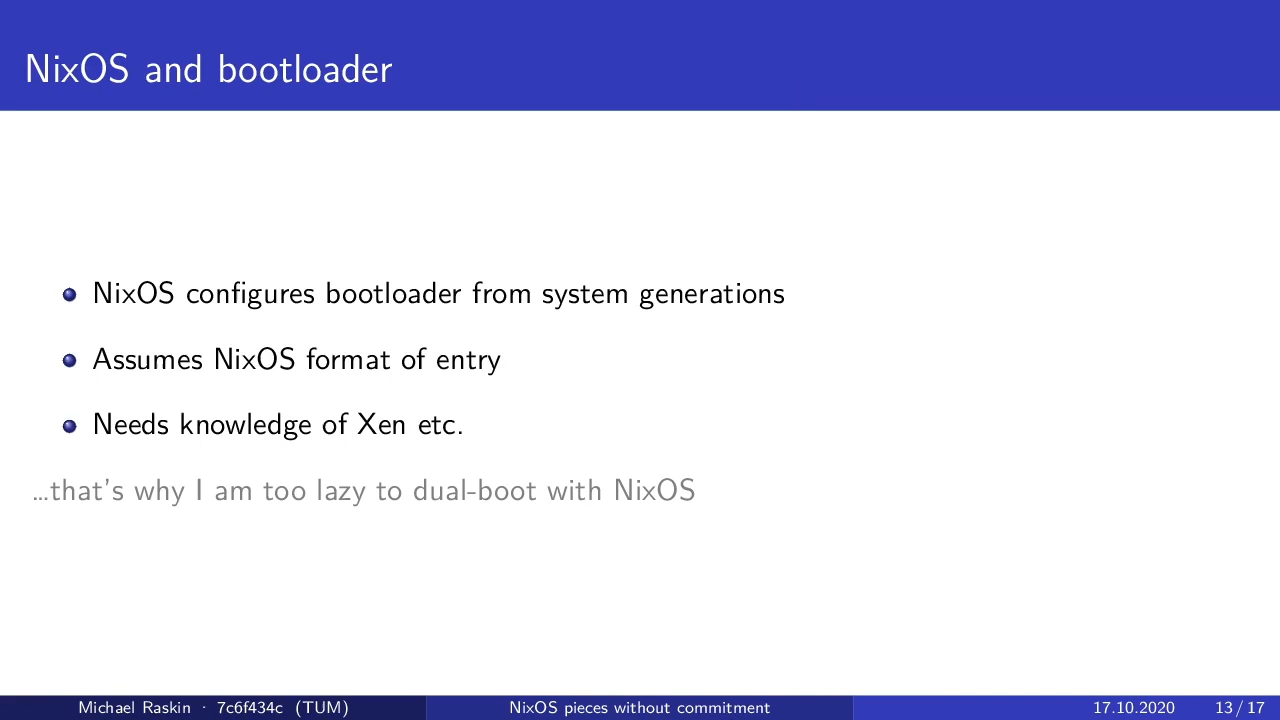 NixOS and bootloader
NixOS configures bootloader from system generations
Assumes NixOS format of entry
Needs knowledge of Xen etc.
…that's why I am too lazy to dual-boot with NixOS
Michael Raskin · 7c6f434c (TUM) NixOS pieces without commitment 17.10.2020 13 / 17